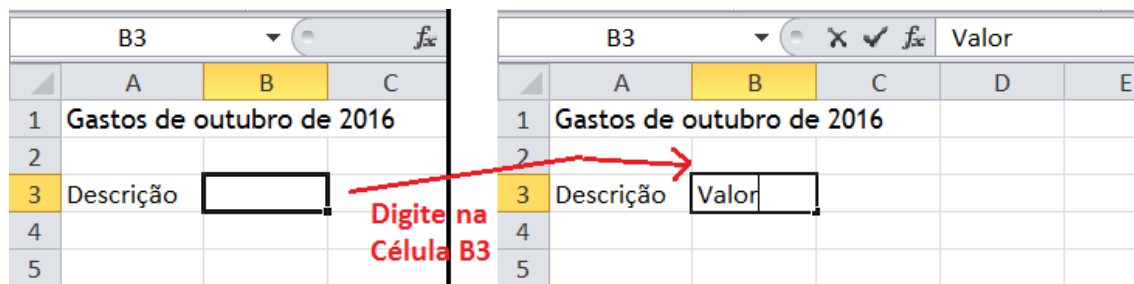 B3 fx
A B C
1 Gastos de outubro de 2016
2
3 Descrição
4
5
Digite na
Célula B3
B3 fx Valor
A B C D E
1 Gastos de outubro de 2016
2
3 Descrição Valor
4
5